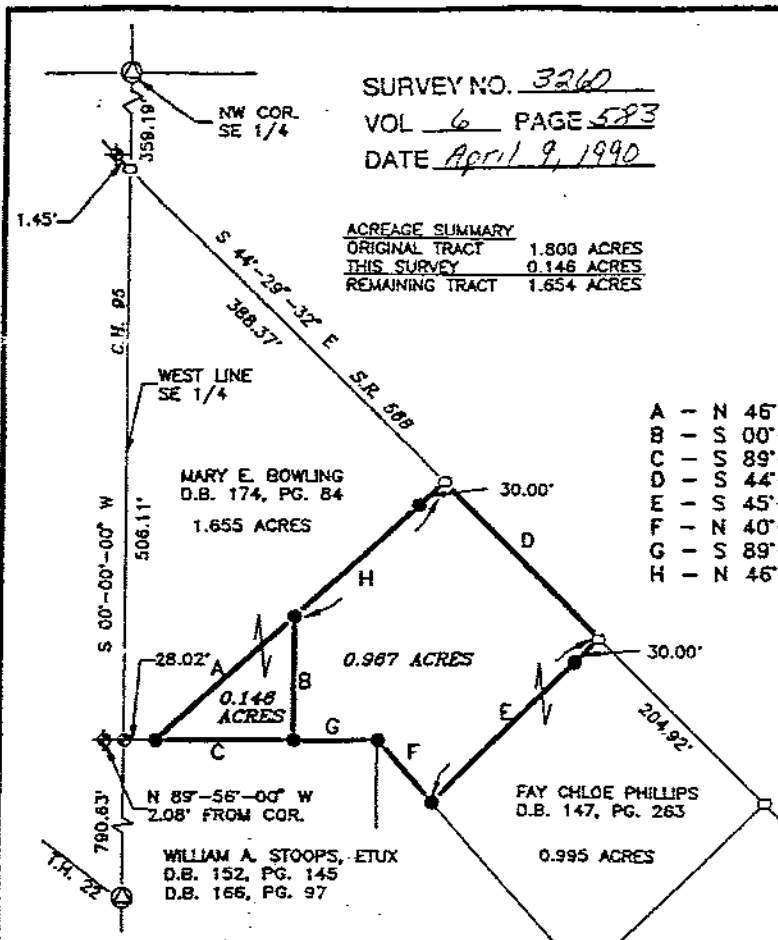 SURVEY NO. 3260
VOL 6 PAGE 583
DATE April 9, 1990
NW COR.
SE 1/4
359.19'
1.45'
ACREAGE SUMMARY
ORIGINAL TRACT 1.800 ACRES
THIS SURVEY 0.146 ACRES
REMAINING TRACT 1.654 ACRES
S 44°-29'-32" E
388.37'
S.R. 568
C.H. 95
WEST LINE
SE 1/4
A - N 46°
B - S 00°
C - S 89°
D - S 44°
E - S 45°
F - N 40°
G - S 89°
H - N 46°
MARY E. BOWLING
D.B. 174, PG. 84
1.655 ACRES
30.00'
S 00°-00'-00" W
506.11'
D
H
28.02'
A
B
0.967 ACRES
30.00'
0.146
ACRES
E
204.92'
C
G
F
N 89°-56'-00" W
2.08' FROM COR.
790.63'
FAY CHLOE PHILLIPS
D.B. 147, PG. 263
0.995 ACRES
WILLIAM A. STOOPS, ETUX
D.B. 152, PG. 145
D.B. 166, PG. 97
T.H. 22